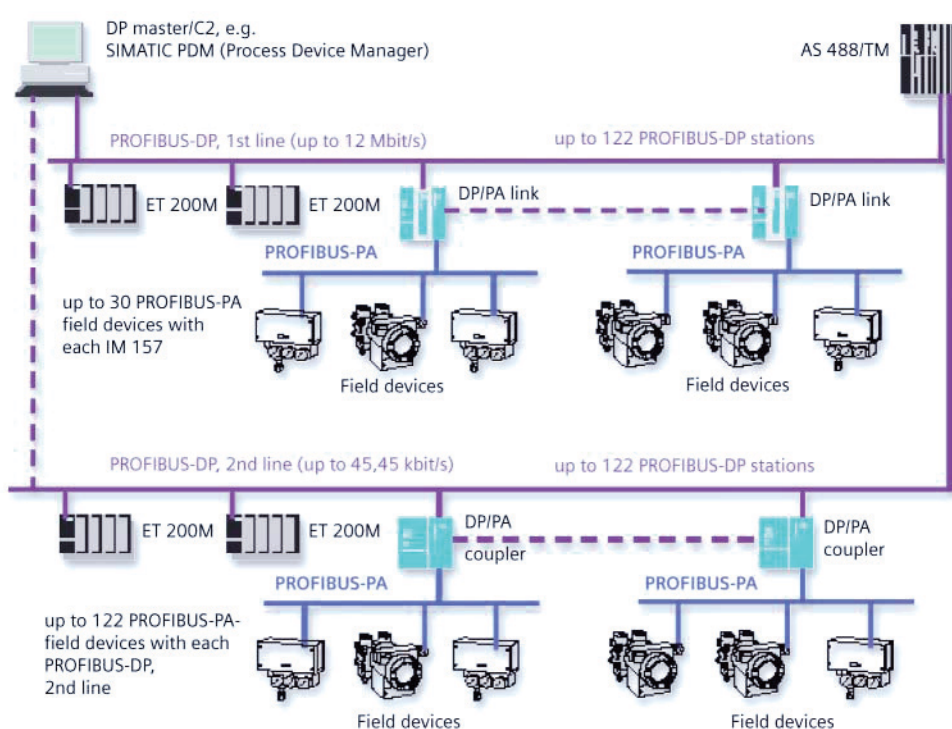 DP master/C2, e.g.
SIMATIC PDM (Process Device Manager)
AS 488/TM
PROFIBUS-DP, 1st line (up to 12 Mbit/s)
up to 122 PROFIBUS-DP stations
ET 200M
ET 200M
DP/PA link
DP/PA link
PROFIBUS-PA
PROFIBUS-PA
up to 30 PROFIBUS-PA
field devices with
each IM 157
Field devices
Field devices
PROFIBUS-DP, 2nd line (up to 45,45 kbit/s)
up to 122 PROFIBUS-DP stations
ET 200M
ET 200M
DP/PA
coupler
DP/PA
coupler
PROFIBUS-PA
PROFIBUS-PA
up to 122 PROFIBUS-PA-
field devices with each
PROFIBUS-DP,
2nd line
Field devices
Field devices